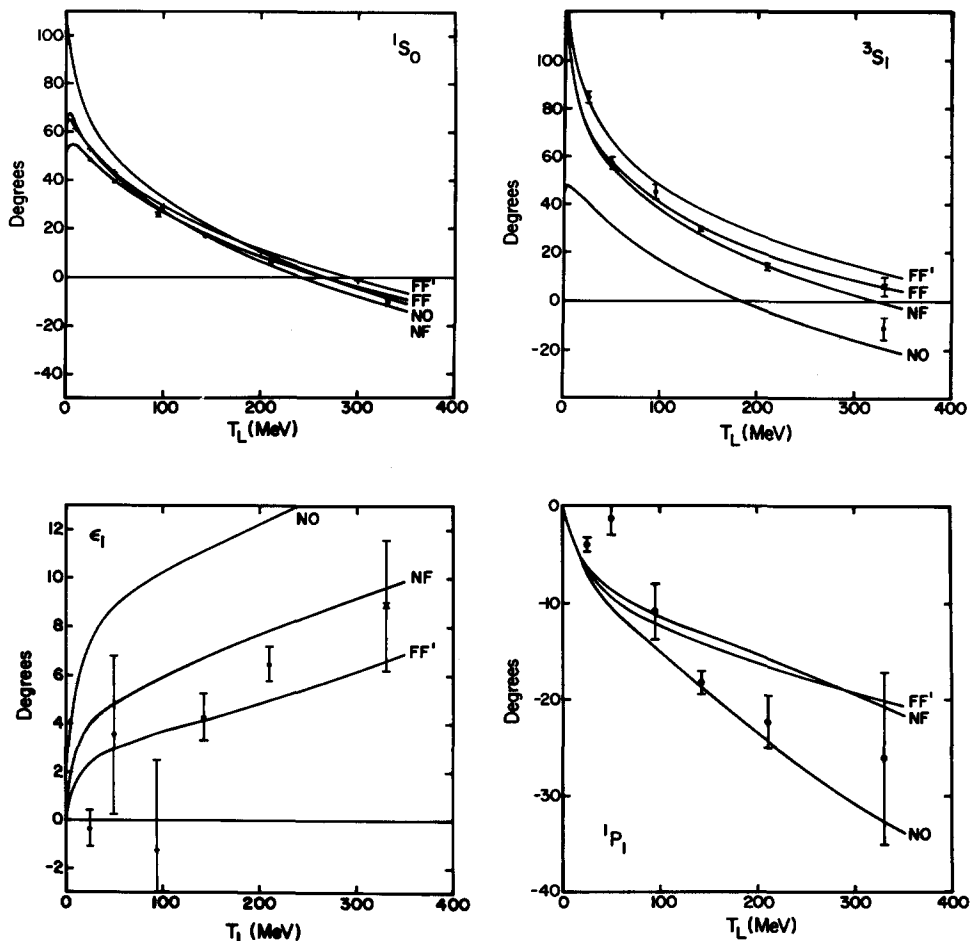 ¹S₀
Degrees
100
80
60
40
20
0
-20
-40
FF'
FF
NO
NF
0 100 200 300 400
T_L (MeV)
³S₁
Degrees
100
80
60
40
20
0
-20
FF'
FF
NF
NO
0 100 200 300 400
T_L (MeV)
ε₁
Degrees
12
10
8
6
4
2
0
-2
NO
NF
FF'
0 100 200 300 400
T_L (MeV)
¹P₁
Degrees
0
-10
-20
-30
-40
FF'
NF
NO
0 100 200 300 400
T_L (MeV)